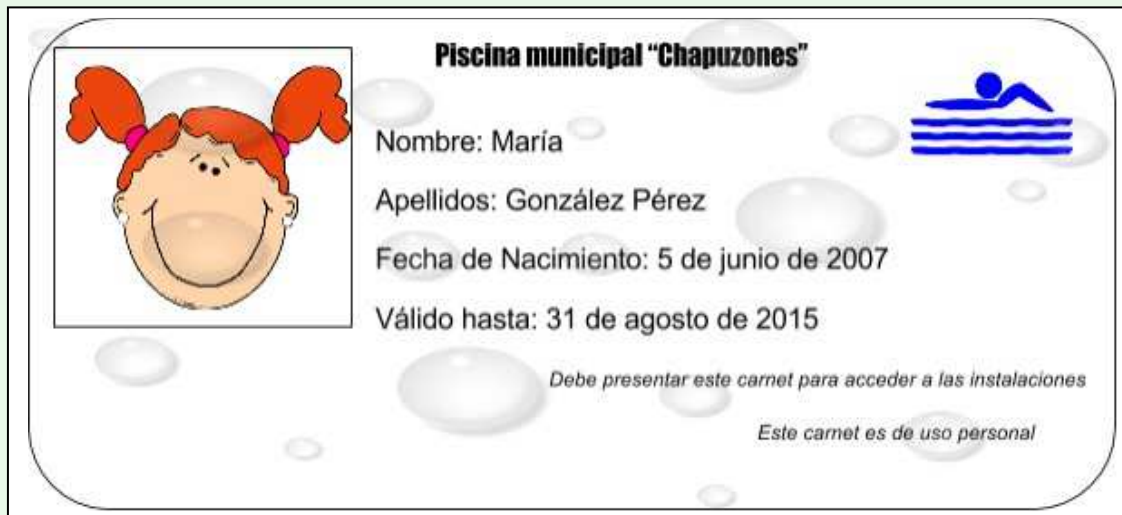 Piscina municipal “Chapuzones”
Nombre: María
Apellidos: González Pérez
Fecha de Nacimiento: 5 de junio de 2007
Válido hasta: 31 de agosto de 2015
Debe presentar este carnet para acceder a las instalaciones
Este carnet es de uso personal